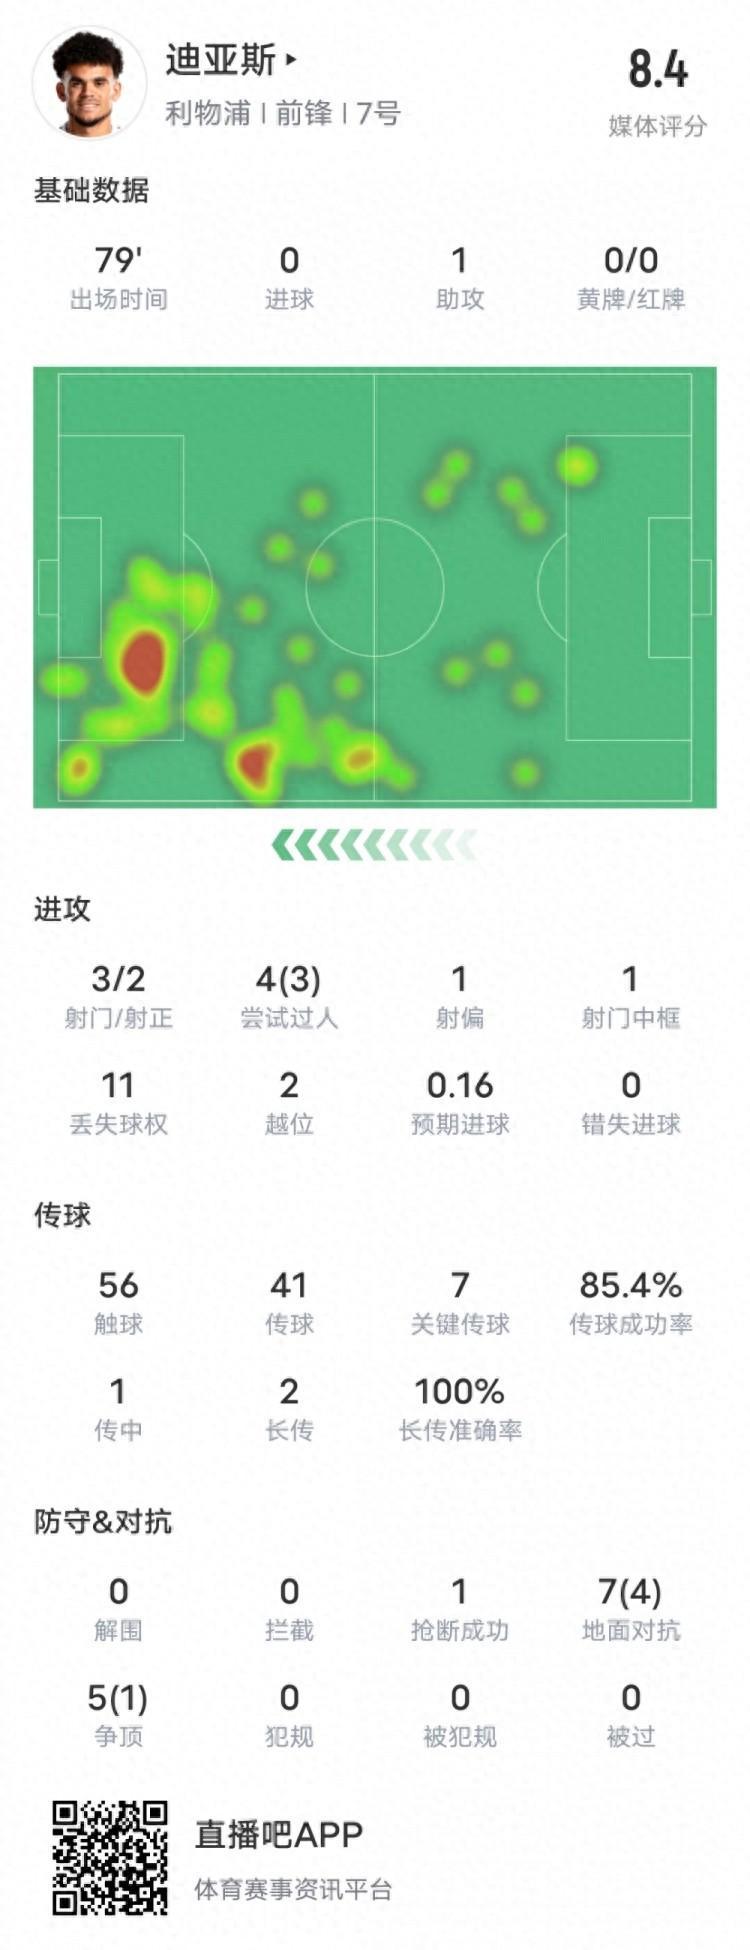 迪亚斯
8.4
利物浦 | 前锋 | 7号
媒体评分
基础数据
79' 0 1 0/0
出场时间 进球 助攻 黄牌/红牌
进攻
3/2 4(3) 1 1
射门/射正 尝试过人 射偏 射门中框
11 2 0.16 0
丢失球权 越位 预期进球 错失进球
传球
56 41 7 85.4%
触球 传球 关键传球 传球成功率
1 2 100%
传中 长传 长传准确率
防守&对抗
0 0 1 7(4)
解围 拦截 抢断成功 地面对抗
5(1) 0 0 0
争顶 犯规 被犯规 被过
直播吧APP
体育赛事资讯平台